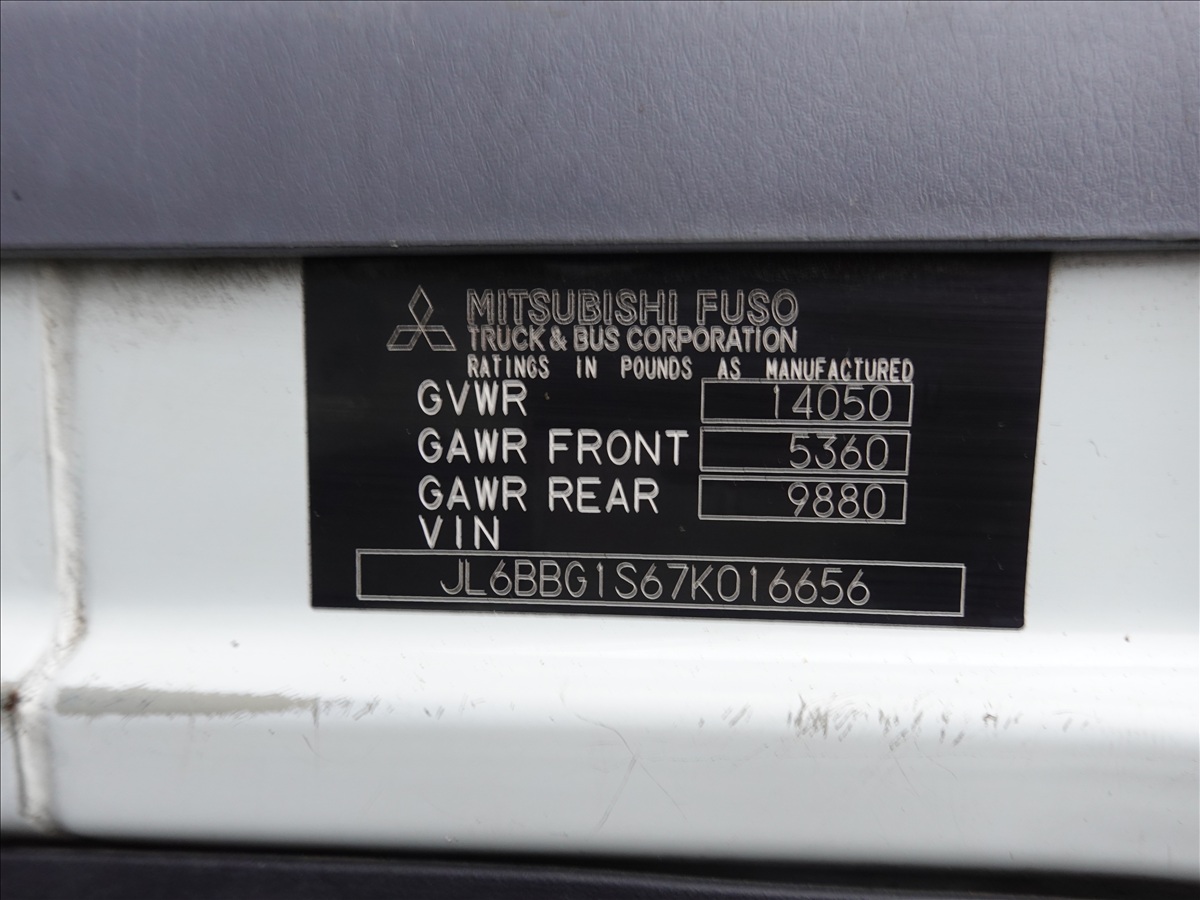 MITSUBISHI FUSO
TRUCK & BUS CORPORATION
RATINGS IN POUNDS AS MANUFACTURED
GVWR 14050
GAWR FRONT 5360
GAWR REAR 9880
VIN
JL6BBG1S67K016656